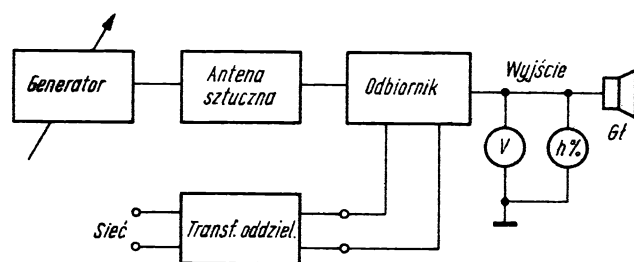 Generator
Antena
sztuczna
Odbiornik
Wyjście
V
h%
Gł
Sieć
Transf. oddziel.